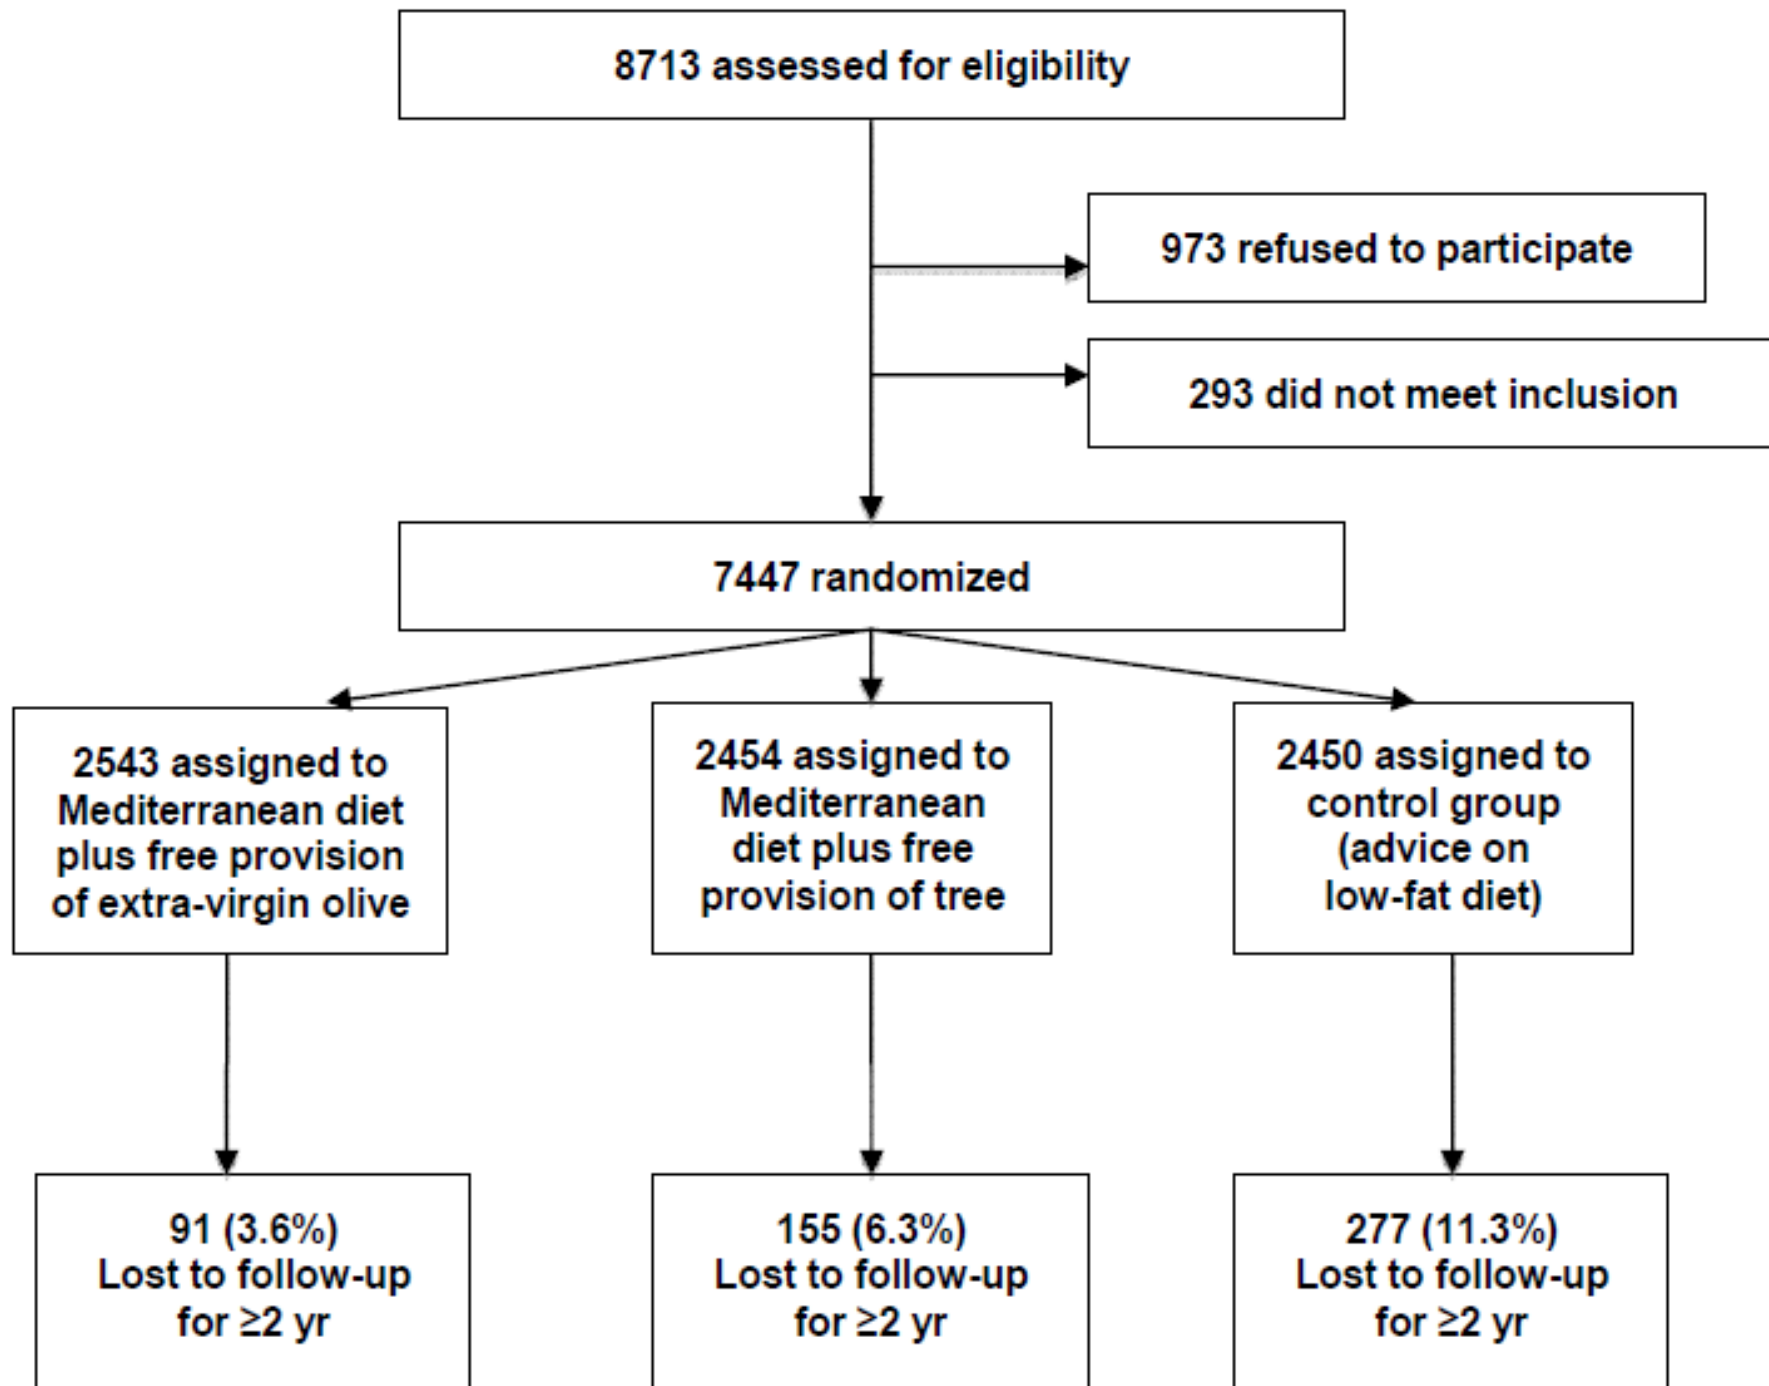 8713 assessed for eligibility
973 refused to participate
293 did not meet inclusion
7447 randomized
2543 assigned to
Mediterranean diet
plus free provision
of extra-virgin olive
2454 assigned to
Mediterranean
diet plus free
provision of tree
2450 assigned to
control group
(advice on
low-fat diet)
91 (3.6%)
Lost to follow-up
for ≥2 yr
155 (6.3%)
Lost to follow-up
for ≥2 yr
277 (11.3%)
Lost to follow-up
for ≥2 yr